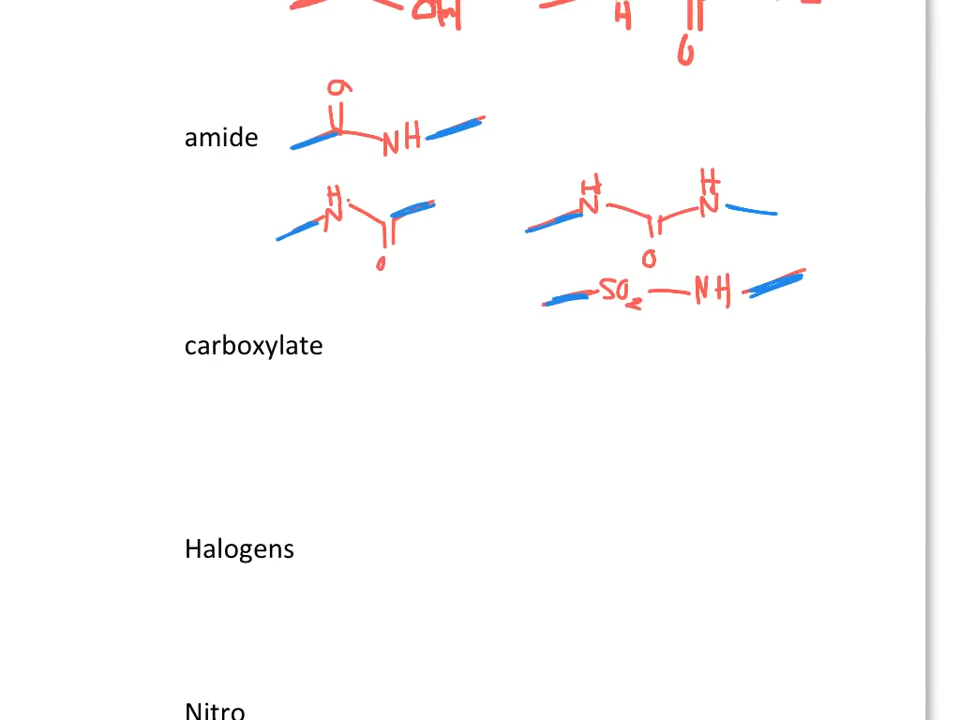 OH H
O
O
amide NH
H H H
N N N
O O
SO2 NH
carboxylate
Halogens
Nitro